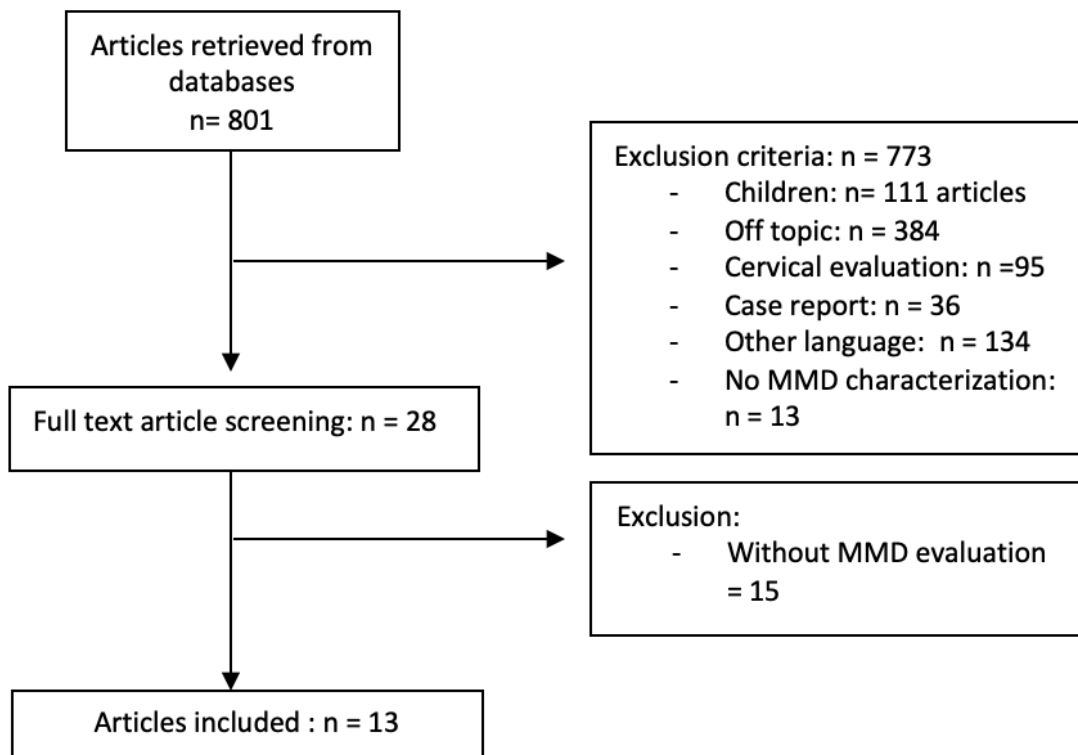 Articles retrieved from
databases
n= 801
Exclusion criteria: n = 773
- Children: n= 111 articles
- Off topic: n = 384
- Cervical evaluation: n =95
- Case report: n = 36
- Other language: n = 134
- No MMD characterization:
n = 13
Full text article screening: n = 28
Exclusion:
- Without MMD evaluation
= 15
Articles included : n = 13